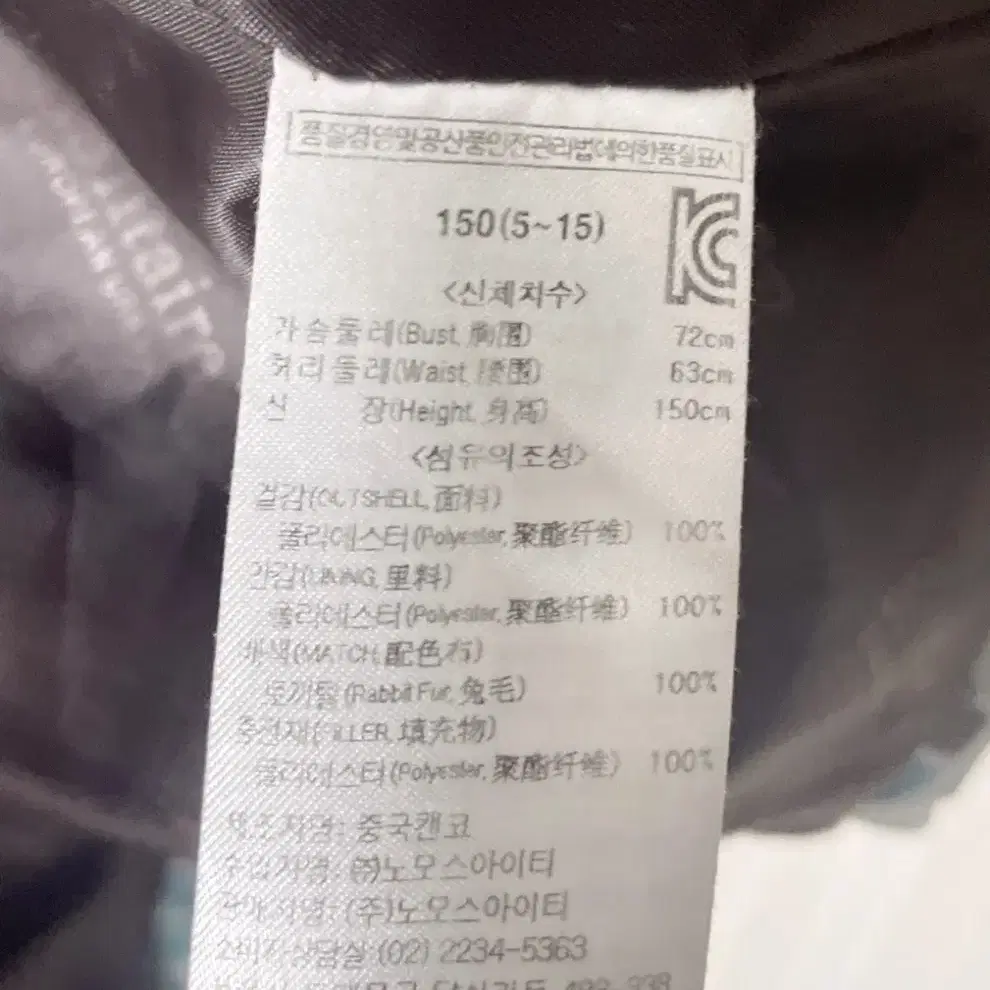 품질경영및공산품안전관리법에의한품질표시
150(5~15)
<신체치수>
가슴둘레(Bust, 胸围) 72cm
허리둘레(Waist, 腰围) 63cm
신 장(Height, 身高) 150cm
<섬유의조성>
겉감(OUTSHELL, 面料)
폴리에스터(Polyester, 聚酯纤维) 100%
안감(LINING, 里料)
폴리에스터(Polyester, 聚酯纤维) 100%
배색(MATCH, 配色布)
토끼털(Rabbit Fur, 兔毛) 100%
충전재(FILLER, 填充物)
폴리에스터(Polyester, 聚酯纤维) 100%
제조자명: 중국캔코
수입자명: ㈜노모스아이티
판매자명: (주)노모스아이티
소비자상담실 (02) 2234-5363